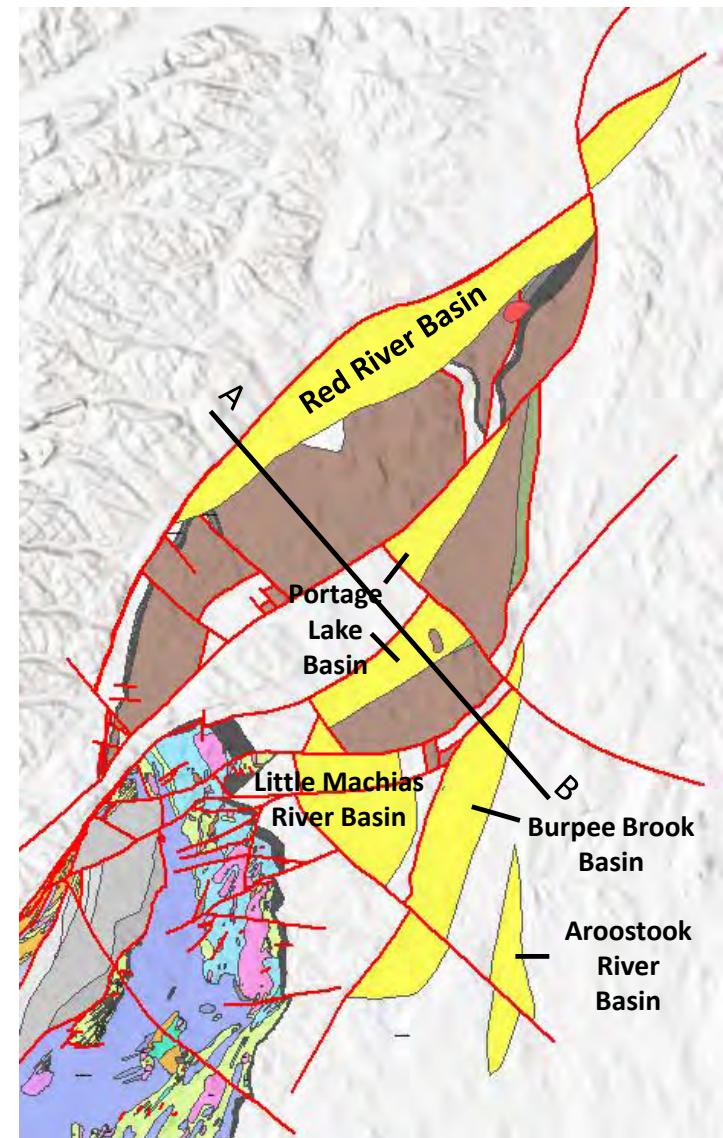 Red River Basin
A
Portage
Lake
Basin
Little Machias
River Basin
B
Burpee Brook
Basin
Aroostook
River
Basin